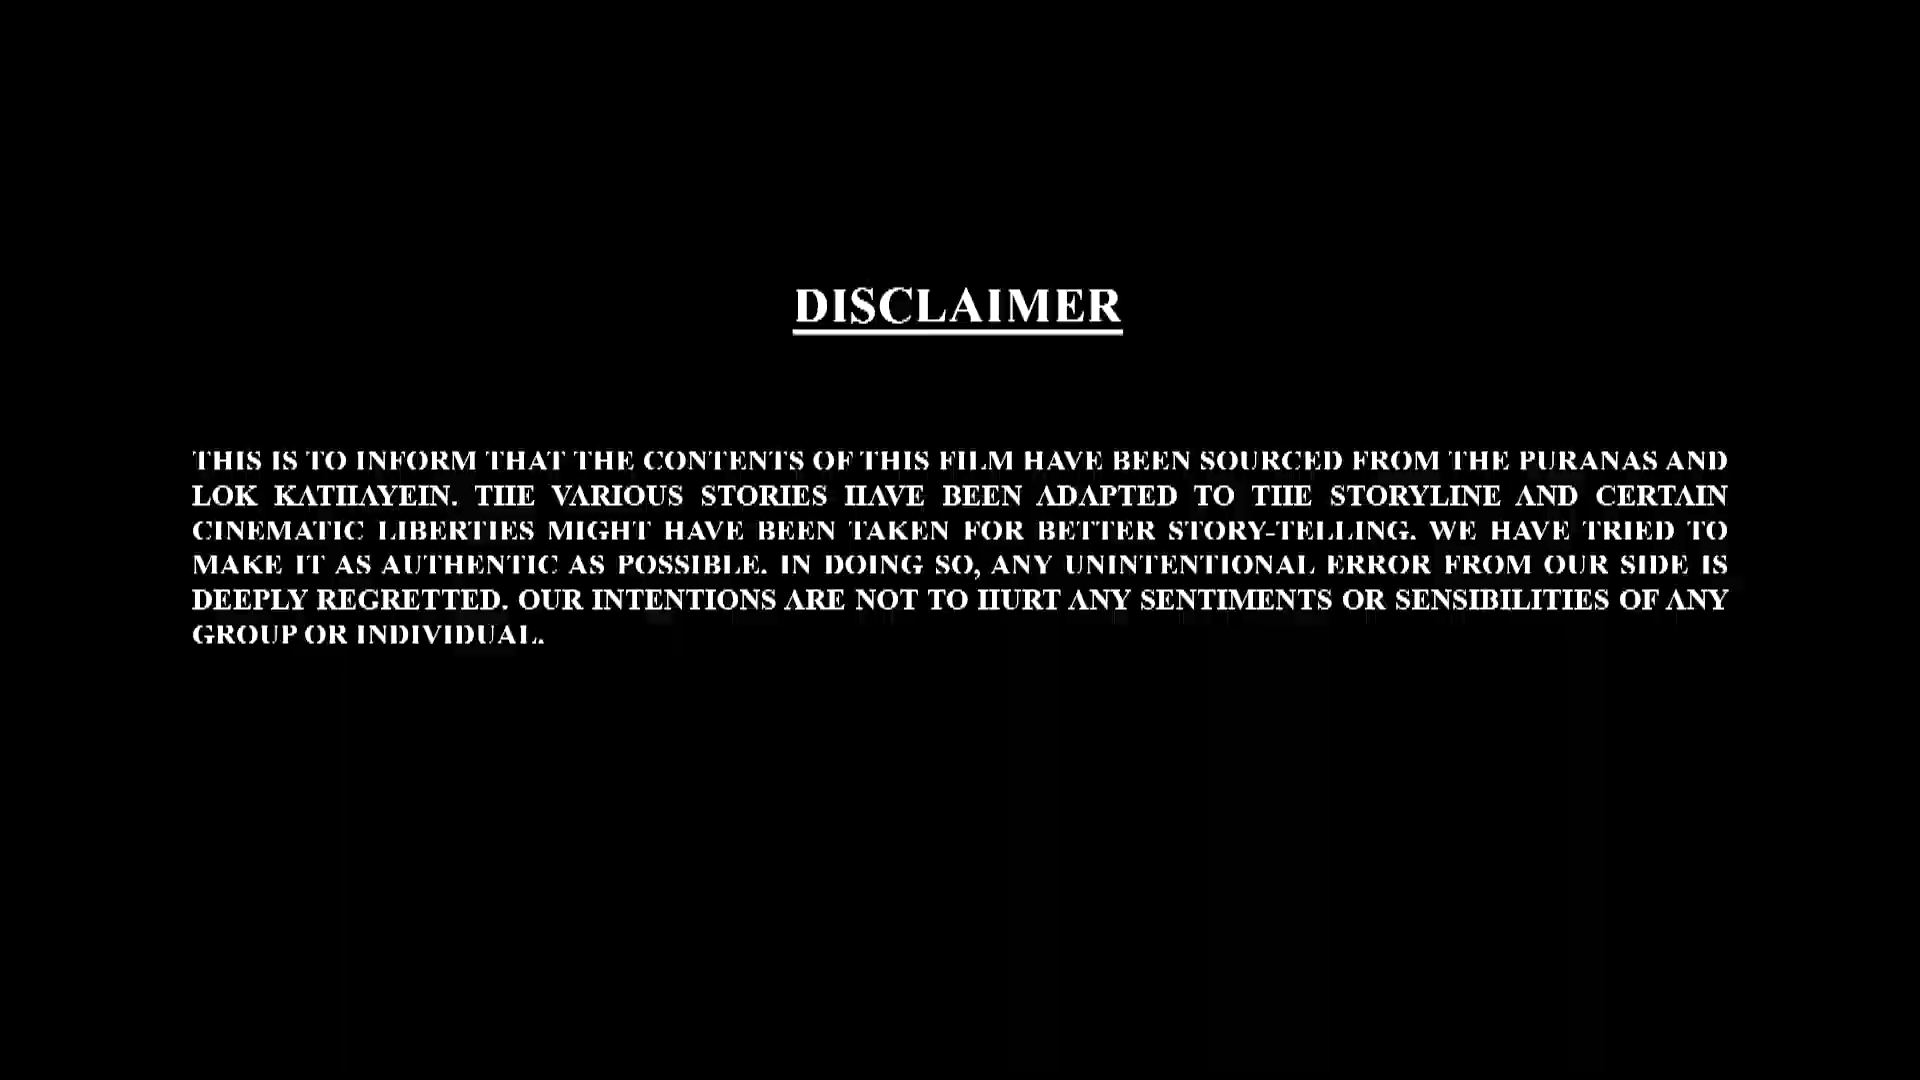 DISCLAIMER
THIS IS TO INFORM THAT THE CONTENTS OF THIS FILM HAVE BEEN SOURCED FROM THE PURANAS AND
LOK KATHAYEIN. THE VARIOUS STORIES HAVE BEEN ADAPTED TO THE STORYLINE AND CERTAIN
CINEMATIC LIBERTIES MIGHT HAVE BEEN TAKEN FOR BETTER STORY-TELLING. WE HAVE TRIED TO
MAKE IT AS AUTHENTIC AS POSSIBLE. IN DOING SO, ANY UNINTENTIONAL ERROR FROM OUR SIDE IS
DEEPLY REGRETTED. OUR INTENTIONS ARE NOT TO HURT ANY SENTIMENTS OR SENSIBILITIES OF ANY
GROUP OR INDIVIDUAL.